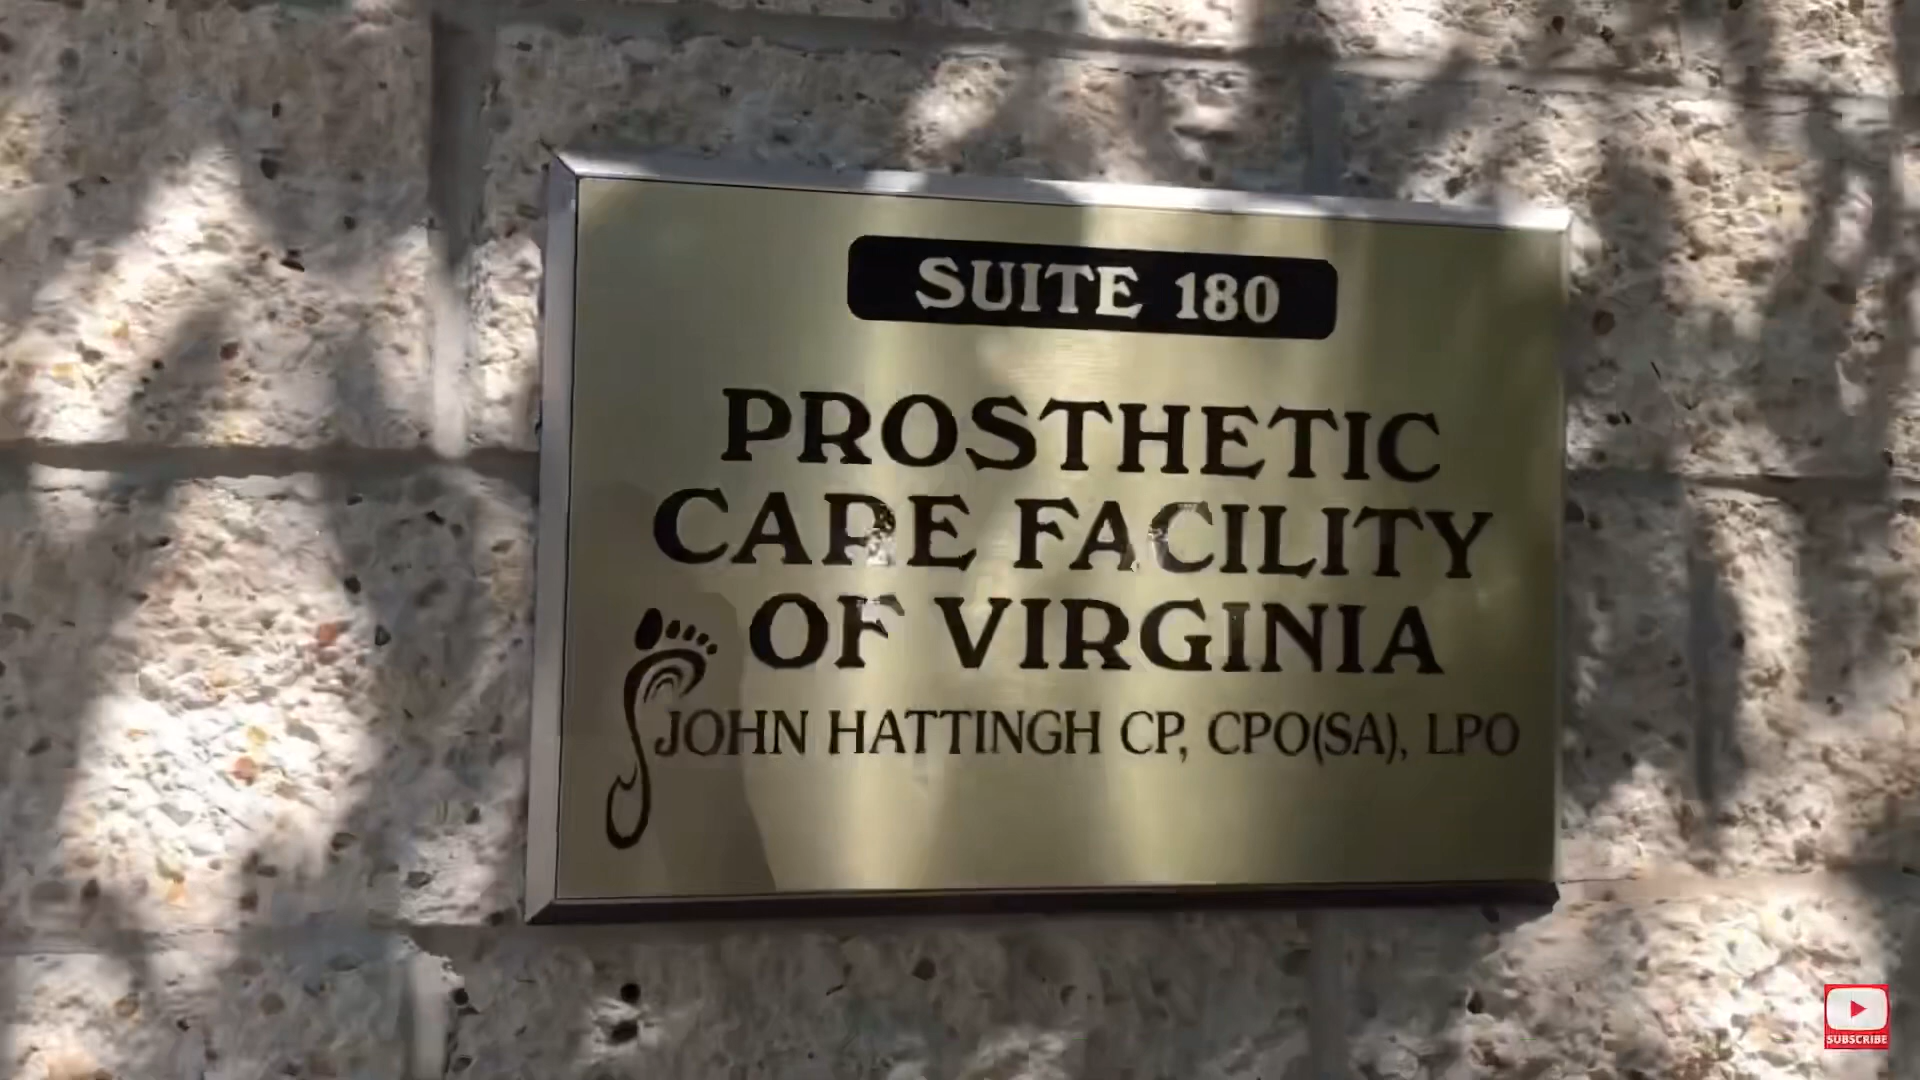 SUITE 180
PROSTHETIC
CARE FACILITY
OF VIRGINIA
JOHN HATTINGH CP, CPO(SA), LPO
SUBSCRIBE